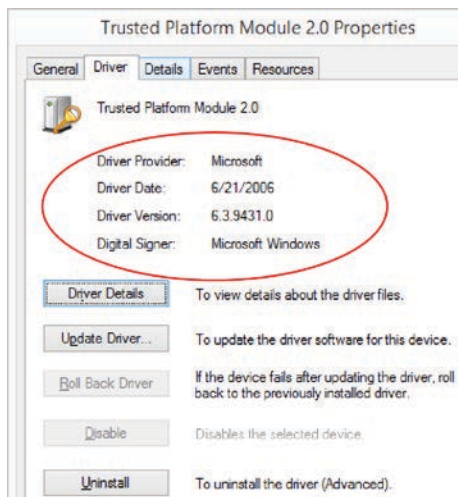 Trusted Platform Module 2.0 Properties
General Driver Details Events Resources
Trusted Platform Module 2.0
Driver Provider: Microsoft
Driver Date: 6/21/2006
Driver Version: 6.3.9431.0
Digital Signer: Microsoft Windows
Driver Details To view details about the driver files.
Update Driver... To update the driver software for this device.
Roll Back Driver If the device fails after updating the driver, roll
back to the previously installed driver.
Disable Disables the selected device.
Uninstall To uninstall the driver (Advanced).